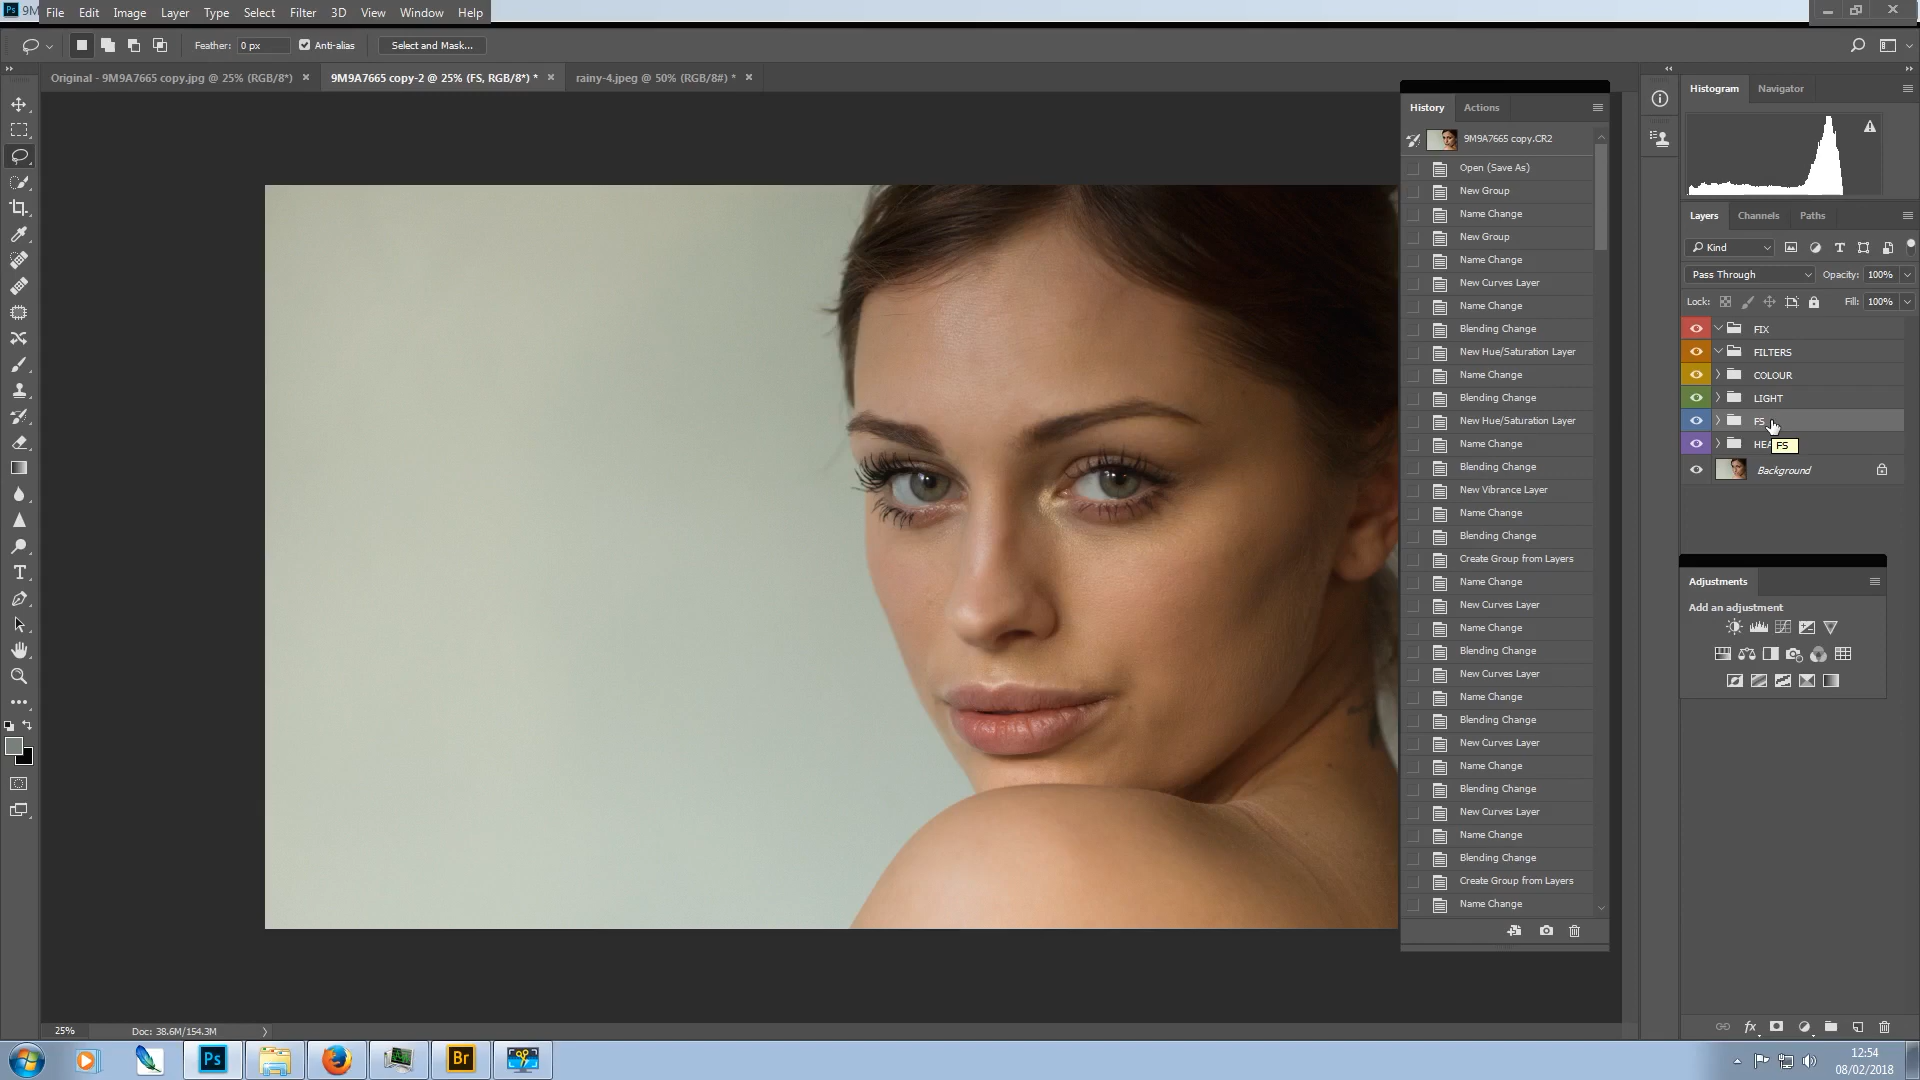 Ps 9M File Edit Image Layer Type Select Filter 3D View Window Help
Feather: 0 px Anti-alias Select and Mask...
Original - 9M9A7665 copy.jpg @ 25% (RGB/8*) × 9M9A7665 copy-2 @ 25% (FS, RGB/8*) * × rainy-4.jpeg @ 50% (RGB/8#) * ×
History Actions
9M9A7665 copy.CR2
Open (Save As)
New Group
Name Change
New Group
Name Change
New Curves Layer
Name Change
Blending Change
New Hue/Saturation Layer
Name Change
Blending Change
New Hue/Saturation Layer
Name Change
Blending Change
New Vibrance Layer
Name Change
Blending Change
Create Group from Layers
Name Change
New Curves Layer
Name Change
Blending Change
New Curves Layer
Name Change
Blending Change
New Curves Layer
Name Change
Blending Change
New Curves Layer
Name Change
Blending Change
Create Group from Layers
Name Change
Histogram Navigator
Layers Channels Paths
Kind
Pass Through Opacity: 100%
Lock: Fill: 100%
FIX
FILTERS
COLOUR
LIGHT
FS
HEA FS
Background
Adjustments
Add an adjustment
fx
25% Doc: 38.6M/154.3M
Ps Br
12:54
08/02/2018